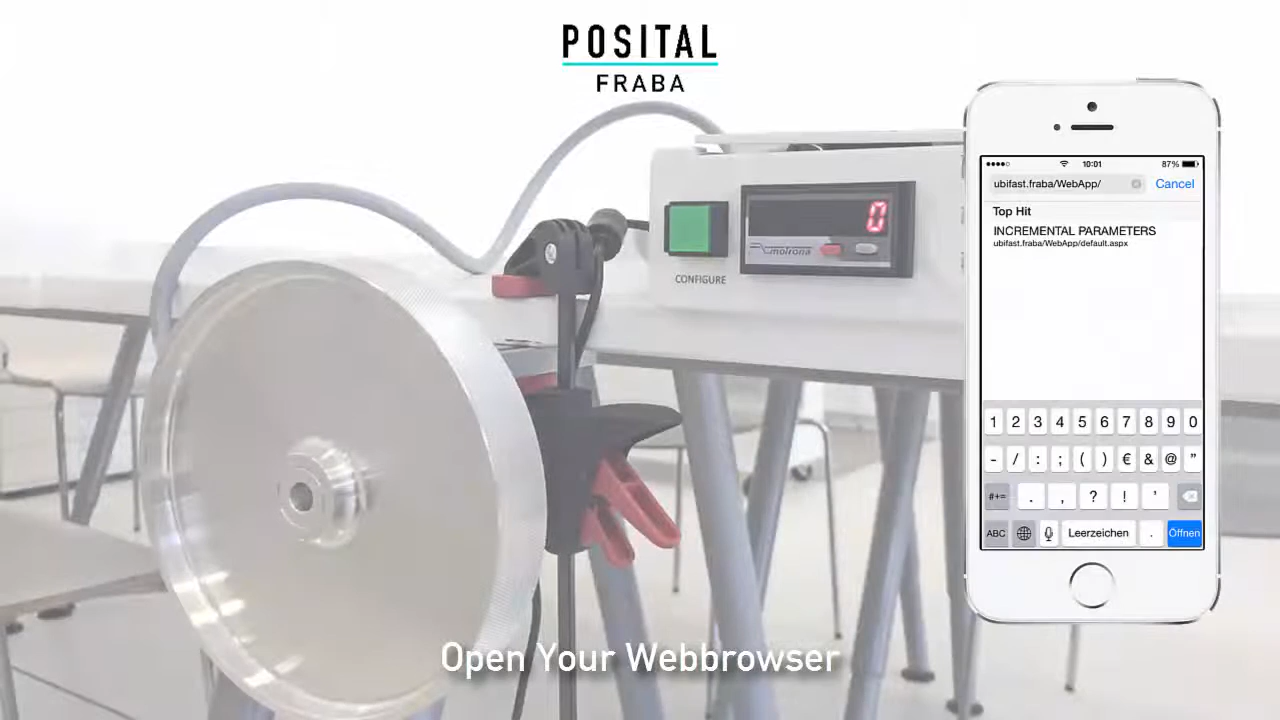 POSITAL
FRABA
10:01
87%
ubifast.fraba/WebApp/
Cancel
Top Hit
INCREMENTAL PARAMETERS
ubifast.fraba/WebApp/default.aspx
0
motrona
CONFIGURE
1 2 3 4 5 6 7 8 9 0
- / : ; ( ) € & @ "
#+= . , ? ! '
ABC Leerzeichen . Öffnen
Open Your Webbrowser